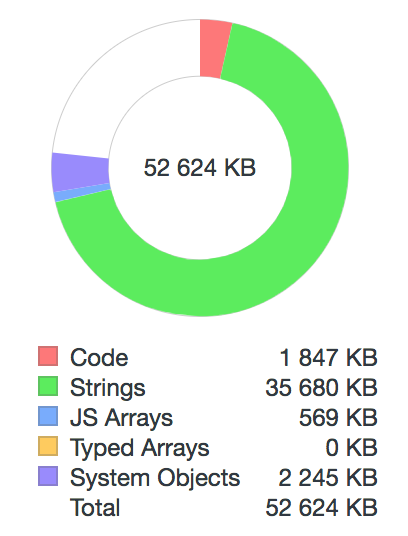 52 624 KB
Code 1 847 KB
Strings 35 680 KB
JS Arrays 569 KB
Typed Arrays 0 KB
System Objects 2 245 KB
Total 52 624 KB